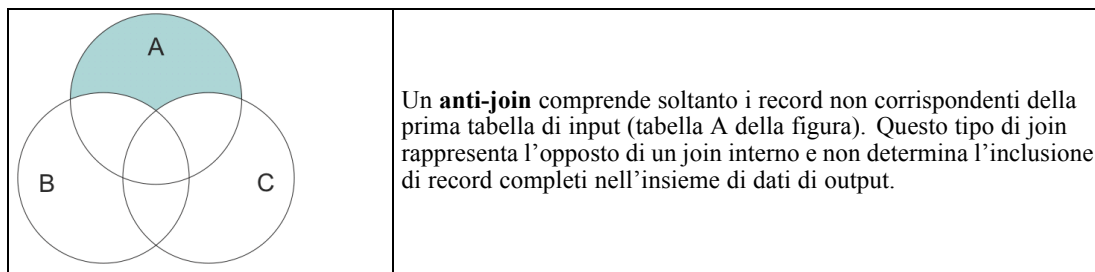 A
B
C
Un anti-join comprende soltanto i record non corrispondenti della
prima tabella di input (tabella A della figura). Questo tipo di join
rappresenta l'opposto di un join interno e non determina l'inclusione
di record completi nell'insieme di dati di output.